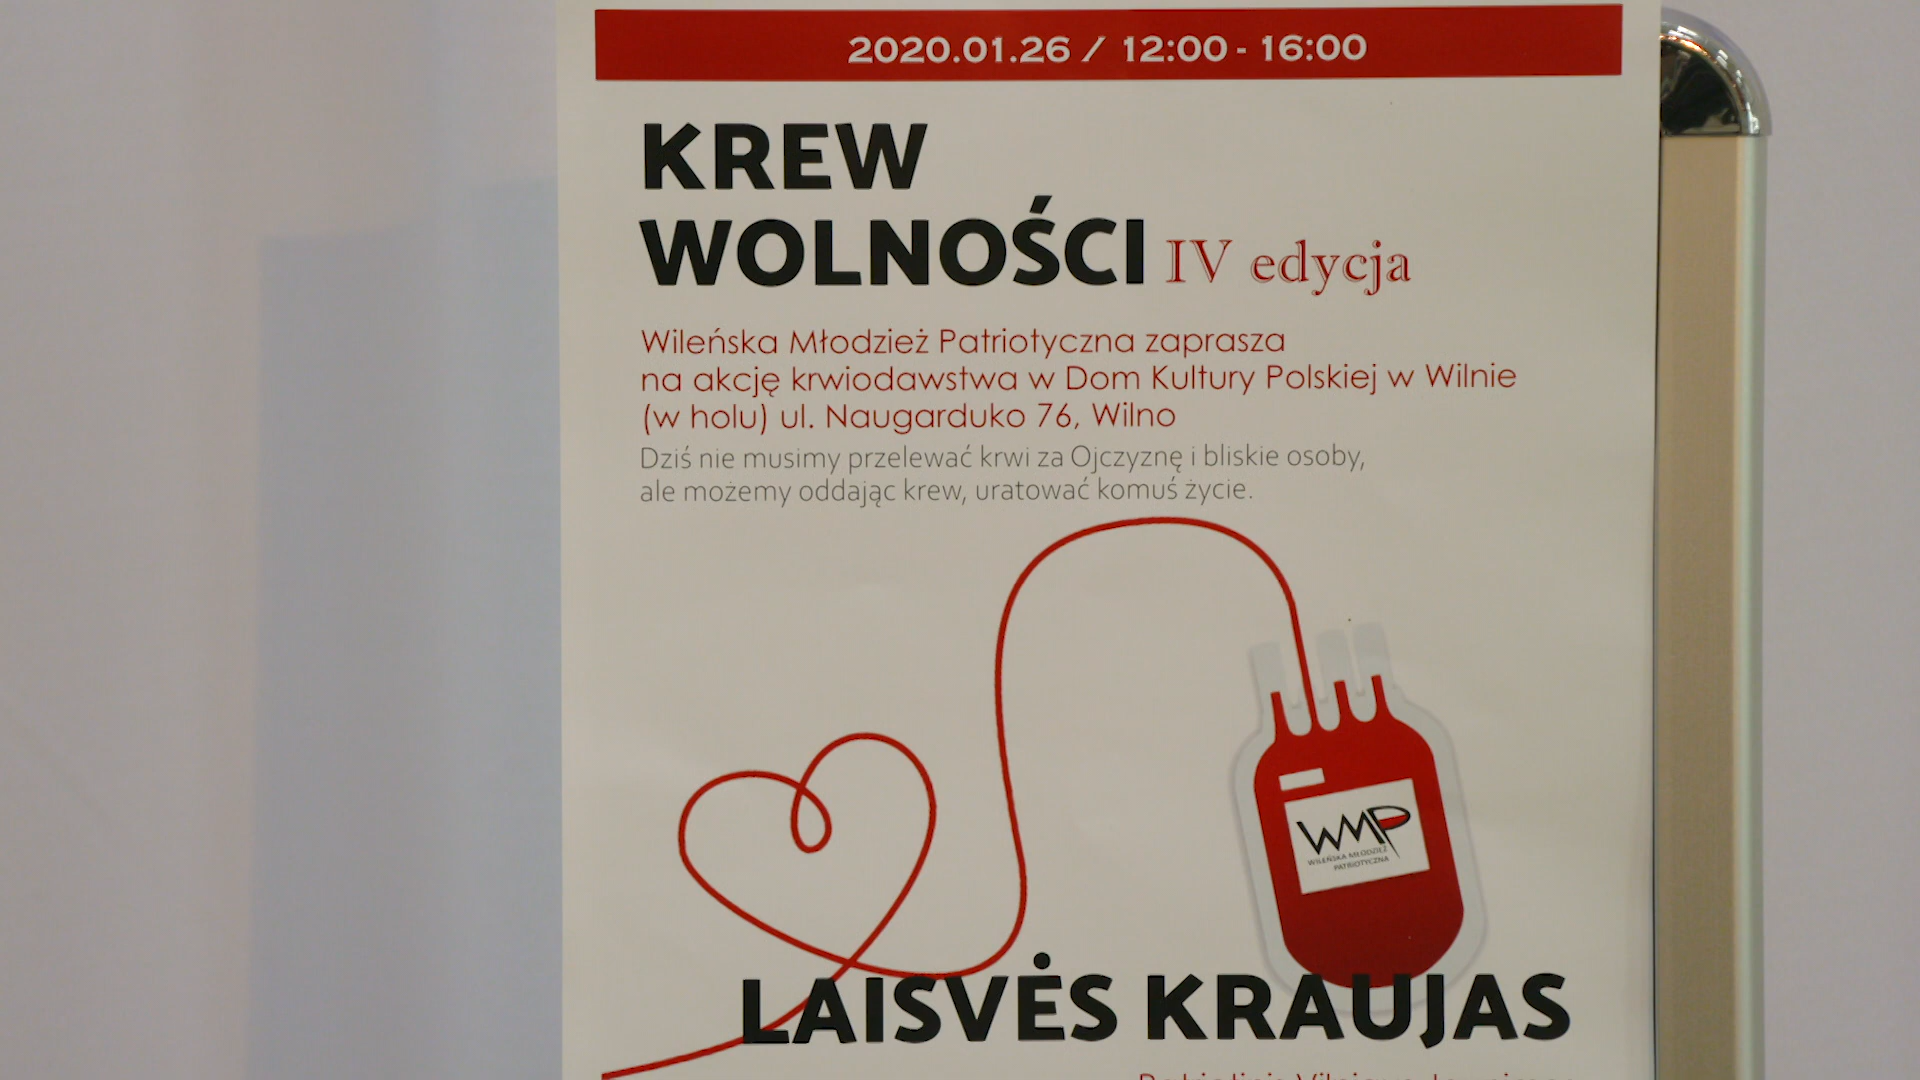 2020.01.26 / 12:00 - 16:00
KREW
WOLNOŚCI IV edycja
Wileńska Młodzież Patriotyczna zaprasza
na akcję krwiodawstwa w Dom Kultury Polskiej w Wilnie
(w holu) ul. Naugarduko 76, Wilno
Dziś nie musimy przelewać krwi za Ojczyznę i bliskie osoby,
ale możemy oddając krew, uratować komuś życie.
WMP
WILEŃSKA MŁODZIEŻ
PATRIOTYCZNA
LAISVĖS KRAUJAS